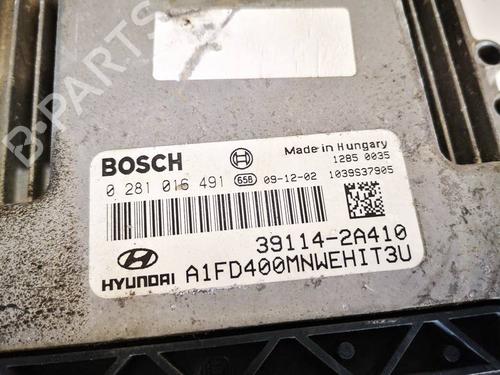 B-PARTS
BOSCH
Made in Hungary
1285 0035
0 281 016 491 658 09-12-02 1039S37905
39114-2A410
HYUNDAI A1FD400MNWEHIT3U